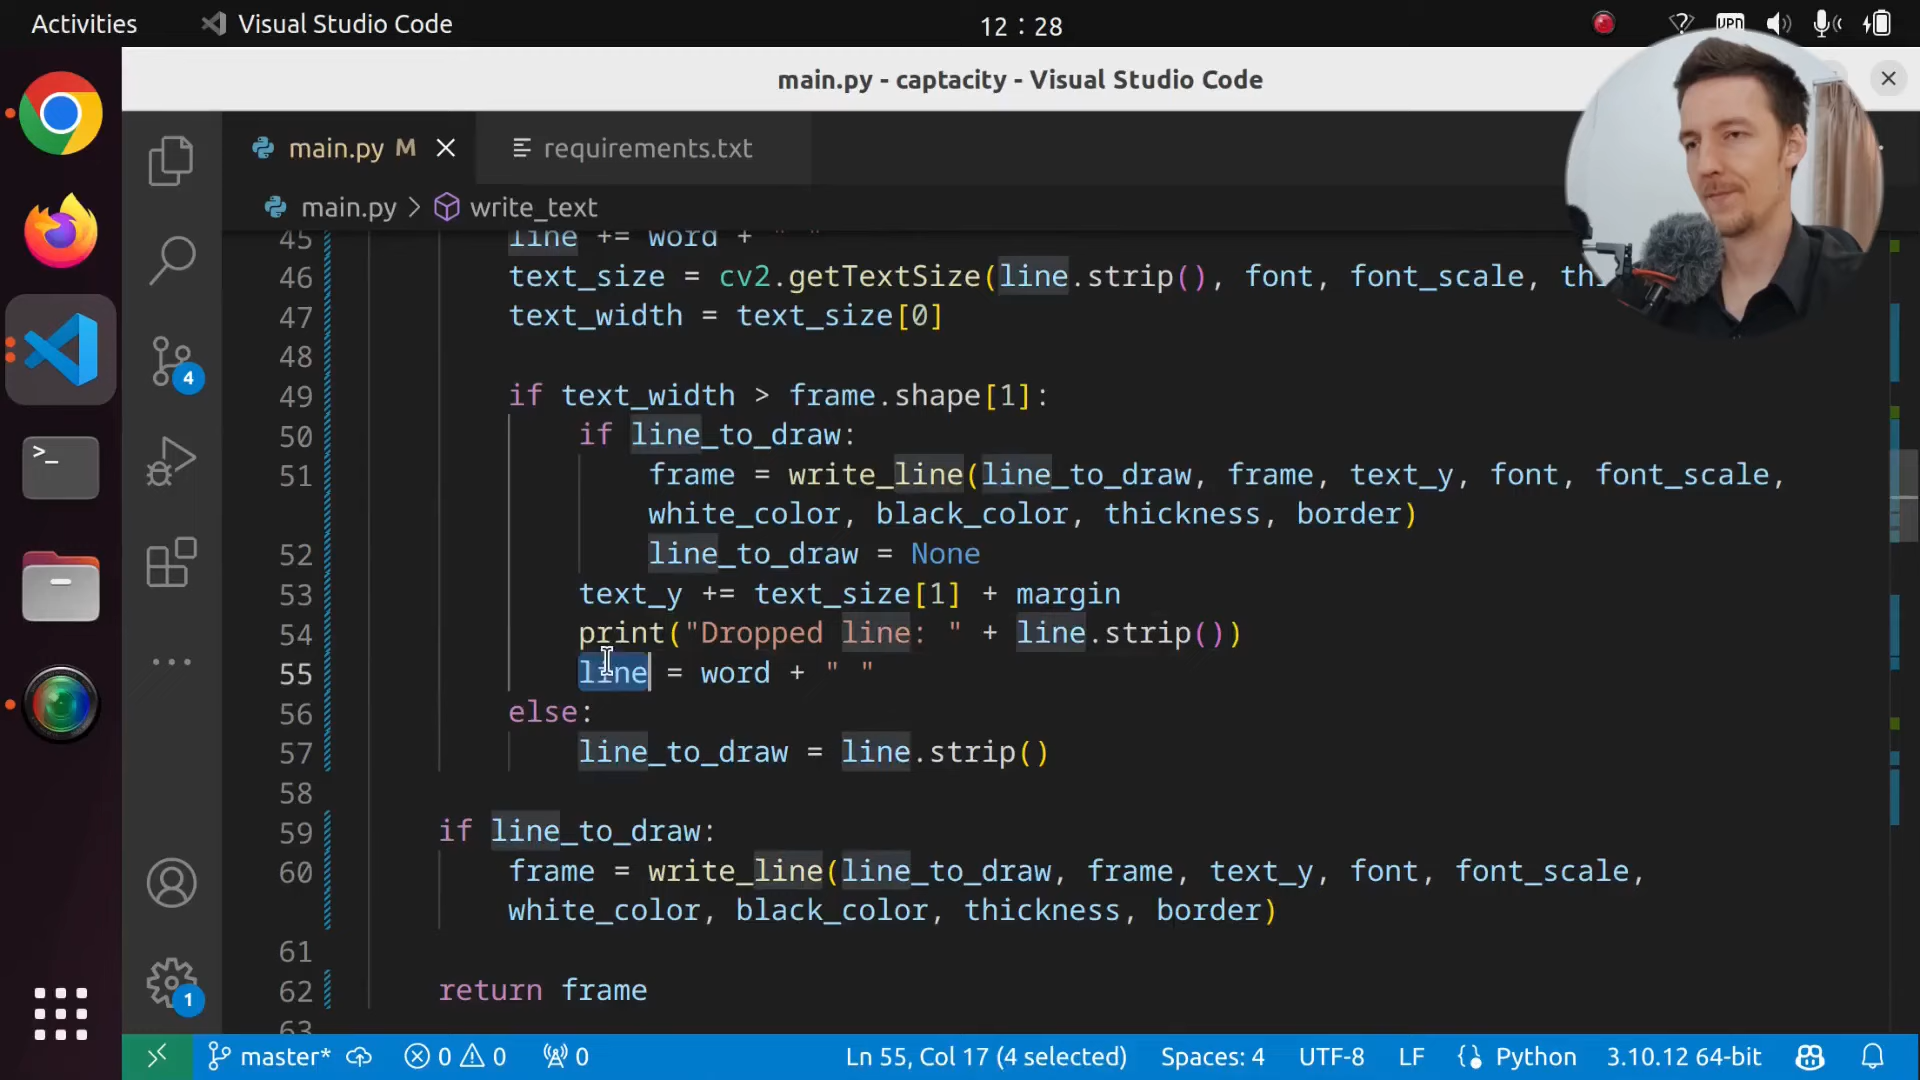 Activities
Visual Studio Code
12 : 28
VPN
main.py - captacity - Visual Studio Code
main.py M
requirements.txt
main.py > write_text
45 line += word + " "
46 text_size = cv2.getTextSize(line.strip(), font, font_scale,
47 text_width = text_size[0]
48
49 if text_width > frame.shape[1]:
50 if line_to_draw:
51 frame = write_line(line_to_draw, frame, text_y, font, font_scale,
white_color, black_color, thickness, border)
52 line_to_draw = None
53 text_y += text_size[1] + margin
54 print("Dropped line: " + line.strip())
55 line = word + " "
56 else:
57 line_to_draw = line.strip()
58
59 if line_to_draw:
60 frame = write_line(line_to_draw, frame, text_y, font, font_scale,
white_color, black_color, thickness, border)
61
62 return frame
63
4
1
master*
0 0
0
Ln 55, Col 17 (4 selected)
Spaces: 4
UTF-8
LF
Python
3.10.12 64-bit